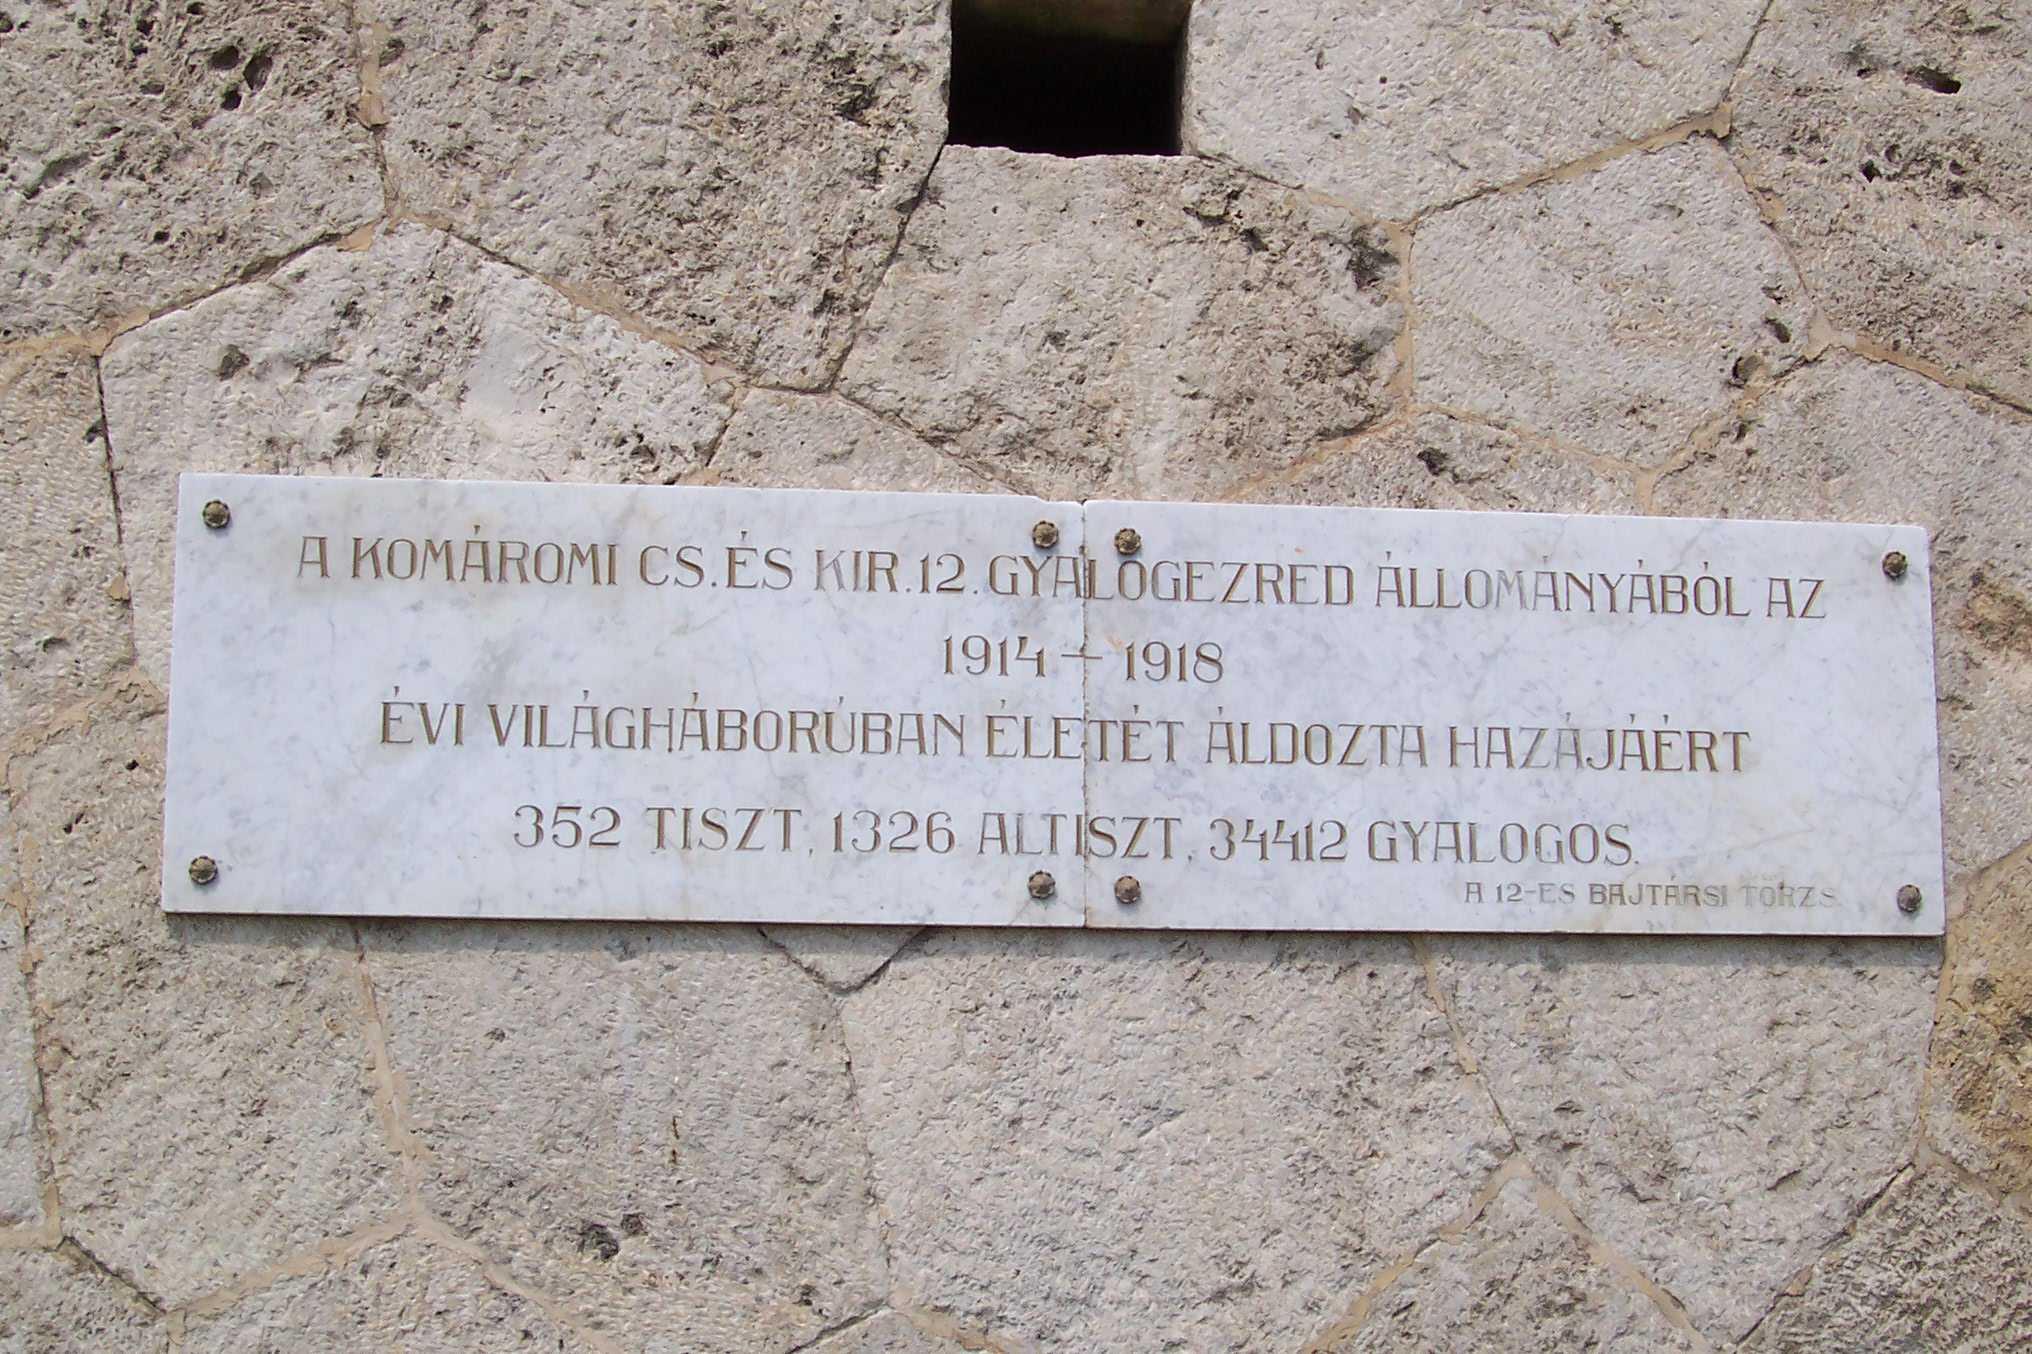 A KOMÁROMI CS. ÉS KIR. 12. GYALOGEZRED ÁLLOMÁNYÁBÓL AZ
1914 – 1918
ÉVI VILÁGHÁBORÚBAN ÉLETÉT ÁLDOZTA HAZÁJÁÉRT
352 TISZT, 1326 ALTISZT, 34412 GYALOGOS.
A 12-ES BAJTÁRSI TÖRZS.